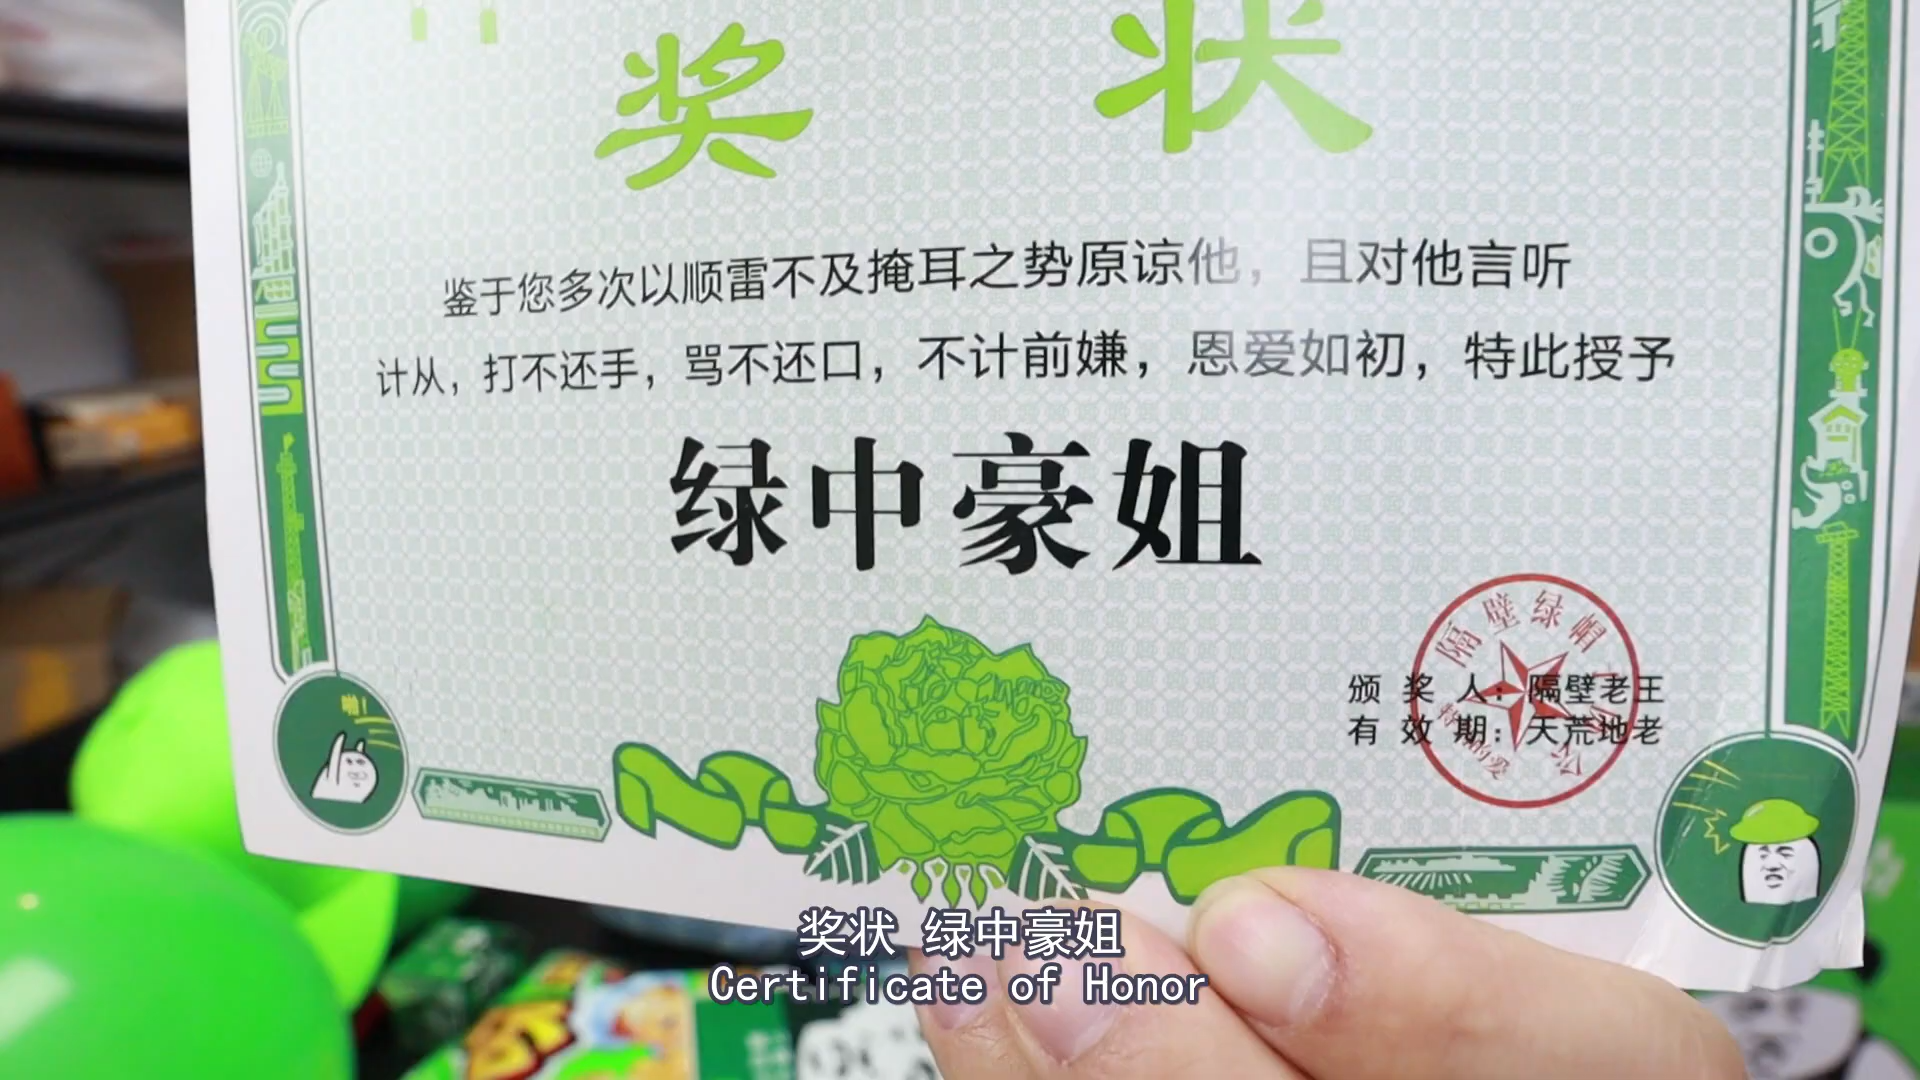 奖 状
鉴于您多次以顺雷不及掩耳之势原谅他，且对他言听
计从，打不还手，骂不还口，不计前嫌，恩爱如初，特此授予
绿中豪姐
隔壁绿帽
颁 奖 人：隔壁老王
有 效 期：天荒地老
啪！
奖状 绿中豪姐
Certificate of Honor